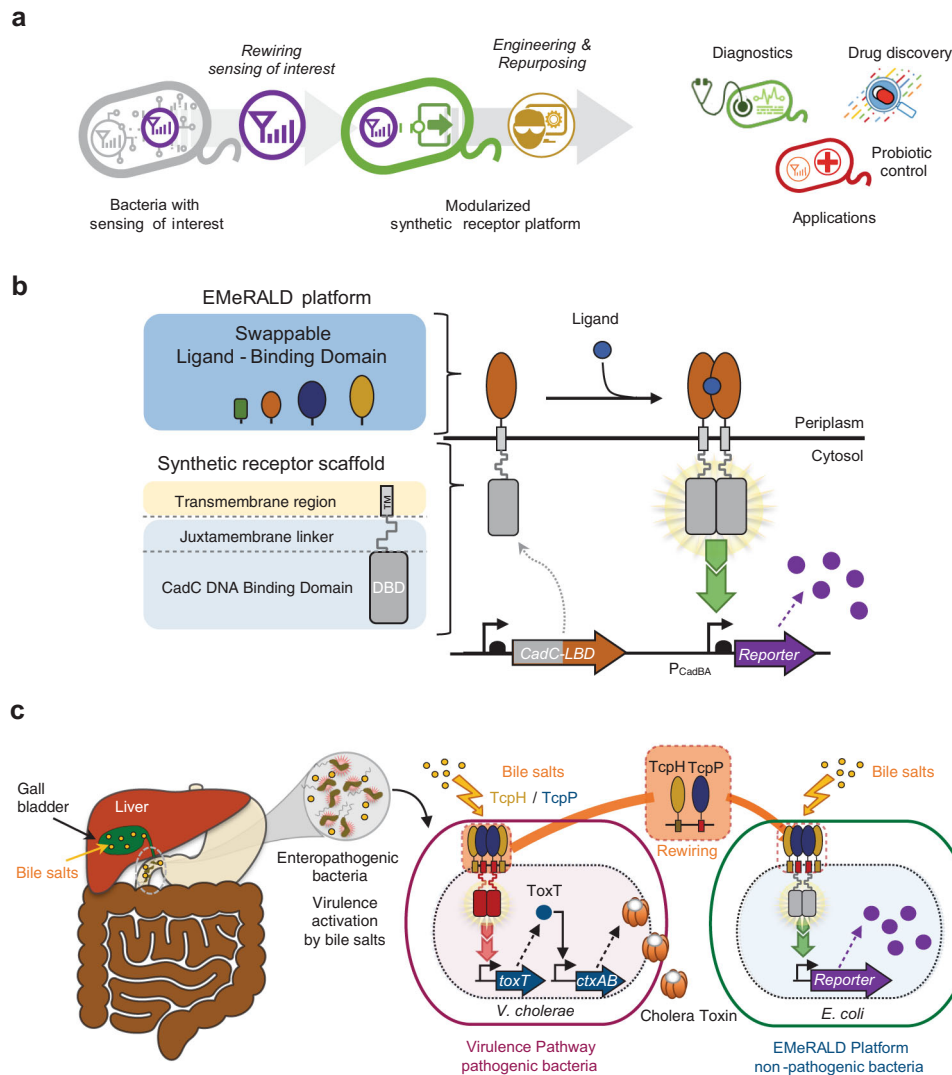 a
Rewiring
sensing of interest
Engineering &
Repurposing
Diagnostics
Drug discovery
Bacteria with
sensing of interest
Modularized
synthetic receptor platform
Probiotic
control
Applications
b
EMeRALD platform
Swappable
Ligand - Binding Domain
Synthetic receptor scaffold
Transmembrane region
TM
Juxtamembrane linker
CadC DNA Binding Domain
DBD
Ligand
Periplasm
Cytosol
CadC-LBD
PCadBA
Reporter
c
Gall
bladder
Liver
Bile salts
Enteropathogenic
bacteria
Virulence
activation
by bile salts
Bile salts
TcpH / TcpP
TcpH TcpP
Rewiring
Bile salts
ToxT
toxT
ctxAB
V. cholerae
Cholera Toxin
Reporter
E. coli
Virulence Pathway
pathogenic bacteria
EMeRALD Platform
non-pathogenic bacteria